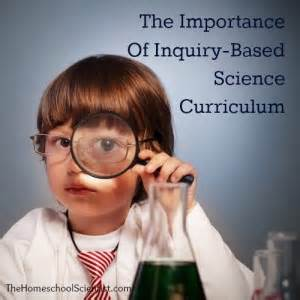 The Importance
Of Inquiry-Based
Science
Curriculum
TheHomeschoolScientist.com